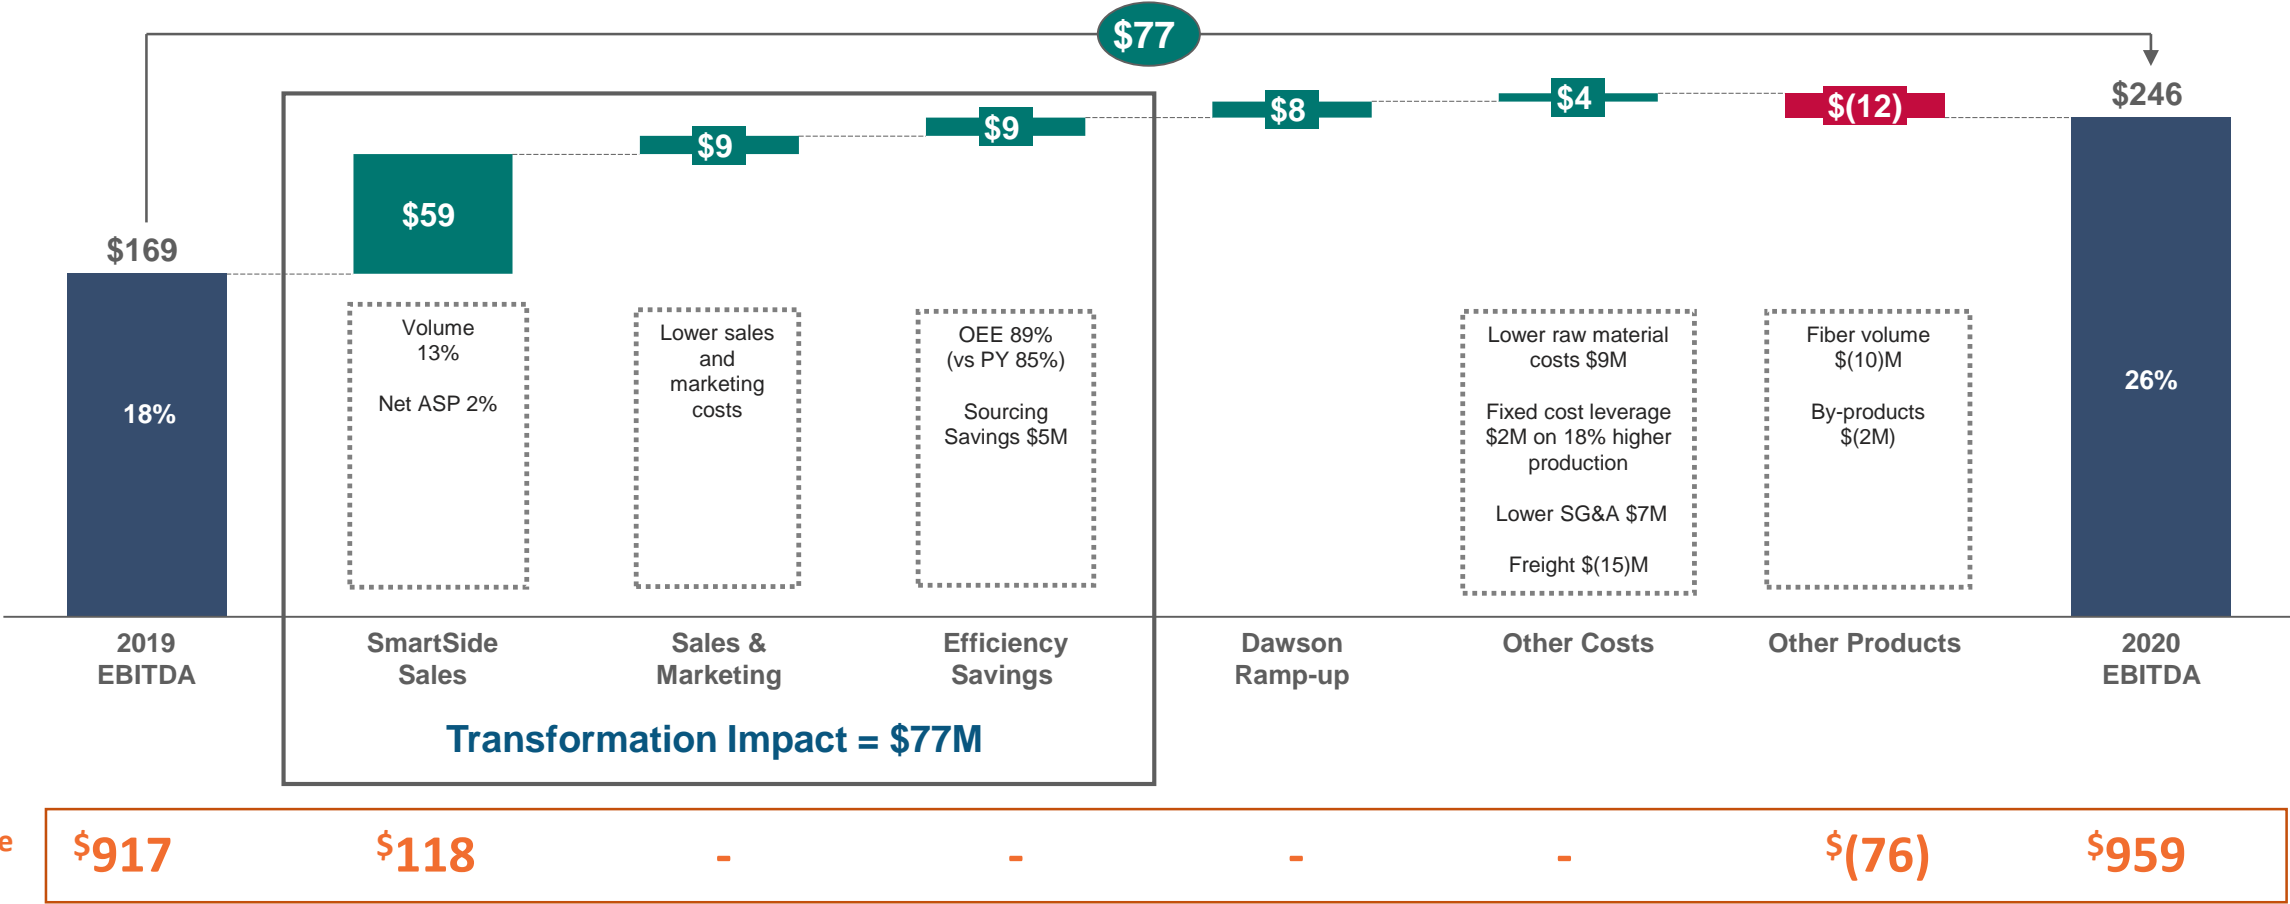 $77
$169
$59
$9
$9
$8
$4
$(12)
$246
18%
26%
Volume
13%
Net ASP 2%
Lower sales
and
marketing
costs
OEE 89%
(vs PY 85%)
Sourcing
Savings $5M
Lower raw material
costs $9M
Fixed cost leverage
$2M on 18% higher
production
Lower SG&A $7M
Freight $(15)M
Fiber volume
$(10)M
By-products
$(2M)
2019
EBITDA
SmartSide
Sales
Sales &
Marketing
Efficiency
Savings
Dawson
Ramp-up
Other Costs
Other Products
2020
EBITDA
Transformation Impact = $77M
e $917 $118 - - - - $(76) $959